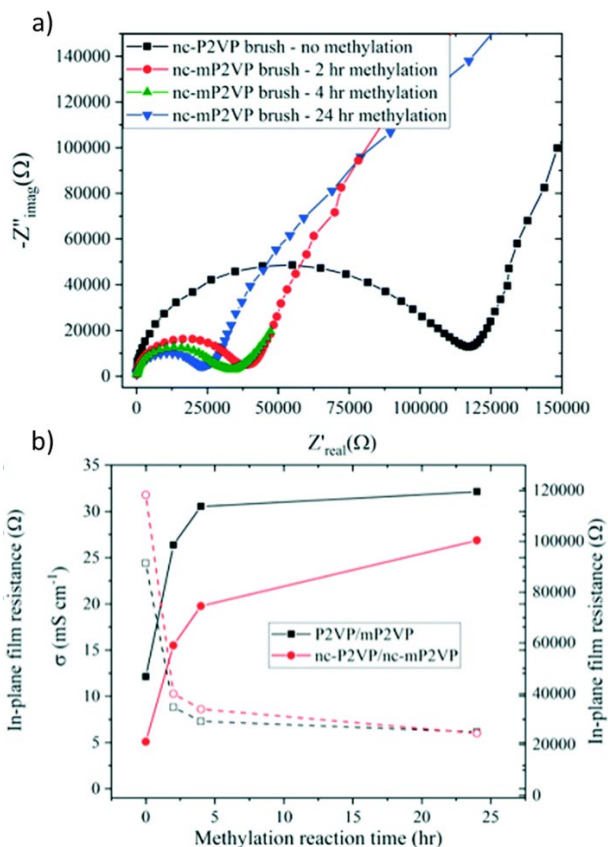 a)
nc-P2VP brush - no methylation
nc-mP2VP brush - 2 hr methylation
nc-mP2VP brush - 4 hr methylation
nc-mP2VP brush - 24 hr methylation
140000
120000
100000
80000
60000
40000
20000
0
-Z''imag(Ω)
0 25000 50000 75000 100000 125000 150000
Z'real(Ω)
b)
In-plane film resistance (Ω)
σ (mS cm⁻¹)
35
30
25
20
15
10
5
0
P2VP/mP2VP
nc-P2VP/nc-mP2VP
120000
100000
80000
60000
40000
20000
0
In-plane film resistance (Ω)
0 5 10 15 20 25
Methylation reaction time (hr)